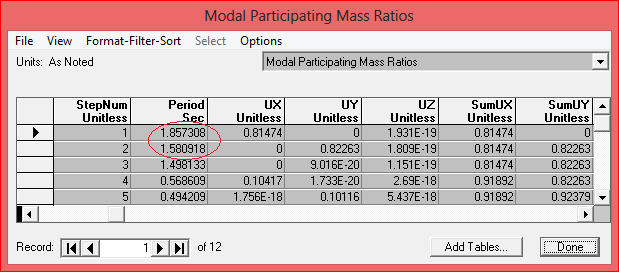 Modal Participating Mass Ratios
File View Format-Filter-Sort Select Options
Units: As Noted Modal Participating Mass Ratios
StepNum Period UX UY UZ SumUX SumUY
Unitless Sec Unitless Unitless Unitless Unitless Unitless
1 1.857308 0.81474 0 1.931E-19 0.81474 0
2 1.580918 0 0.82263 1.809E-19 0.81474 0.82263
3 1.498133 0 9.016E-20 1.151E-19 0.81474 0.82263
4 0.568609 0.10417 1.733E-20 2.69E-18 0.91892 0.82263
5 0.494209 1.756E-18 0.10116 5.437E-18 0.91892 0.92379
Record: 1 of 12 Add Tables... Done